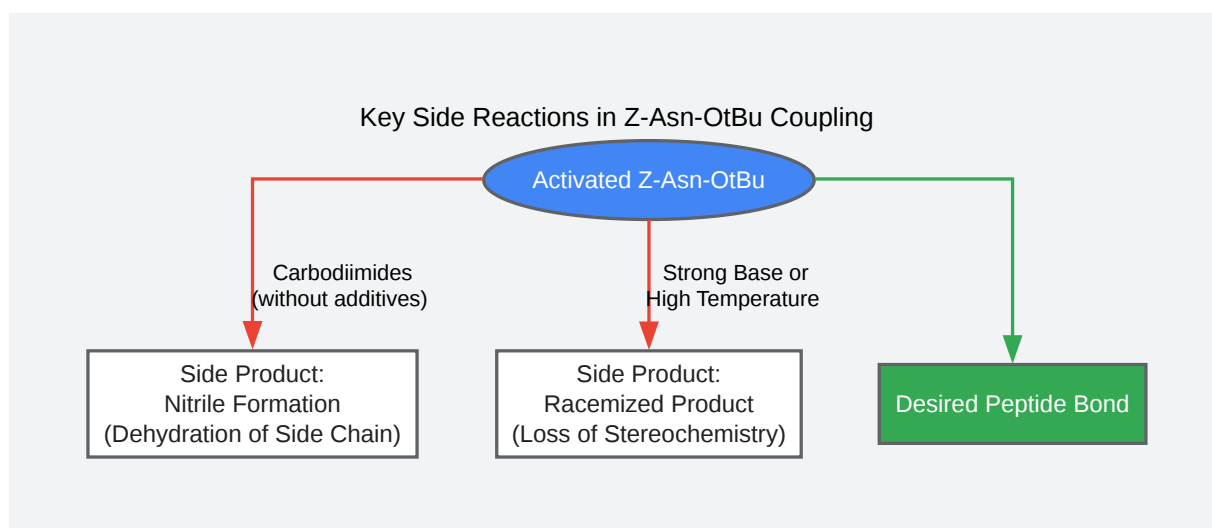 Key Side Reactions in Z-Asn-OtBu Coupling
Activated Z-Asn-OtBu
Carbodiimides
(without additives)
Strong Base or
High Temperature
Side Product:
Nitrile Formation
(Dehydration of Side Chain)
Side Product:
Racemized Product
(Loss of Stereochemistry)
Desired Peptide Bond